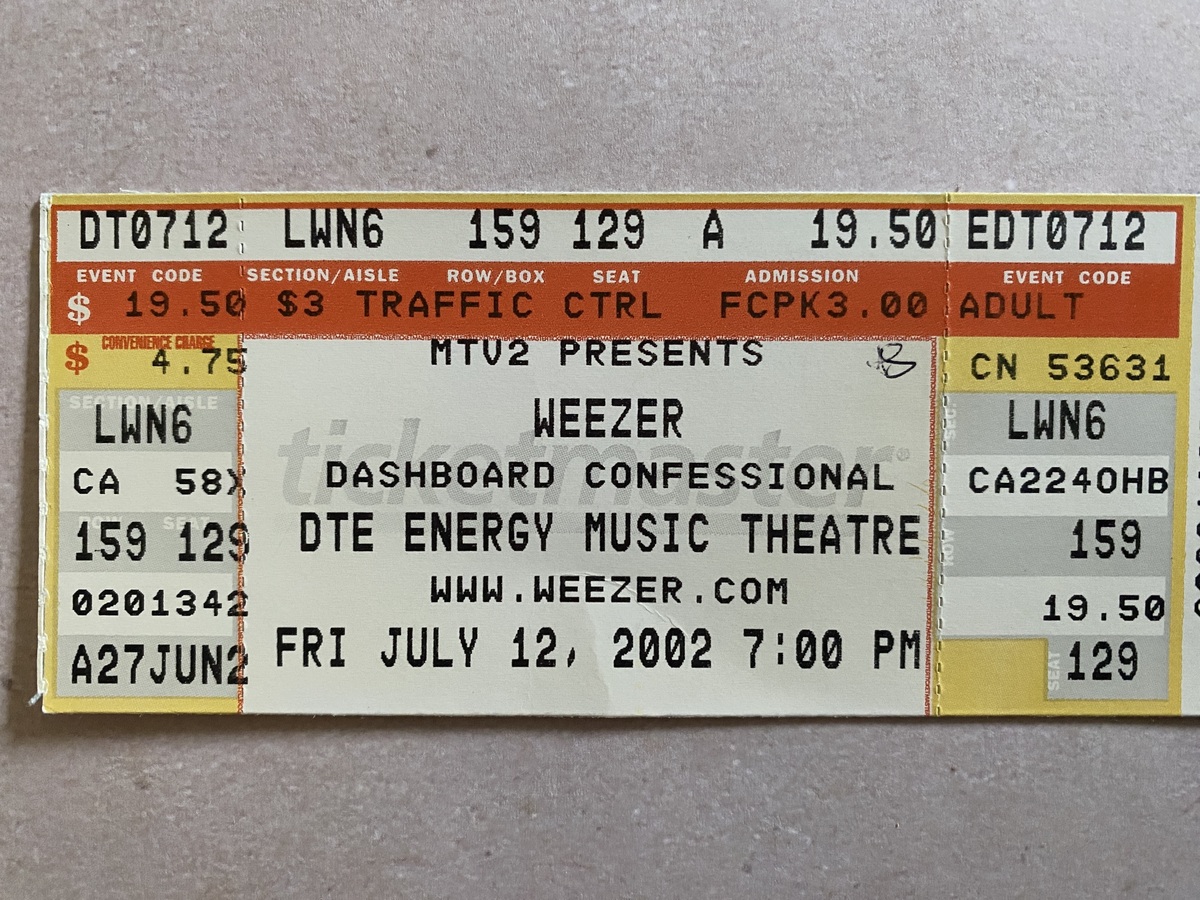 DT0712 LWN6 159 129 A 19.50 EDT0712
EVENT CODE SECTION/AISLE ROW/BOX SEAT ADMISSION EVENT CODE
$ 19.50 $3 TRAFFIC CTRL FCPK3.00 ADULT
CONVENIENCE CHARGE
$ 4.75
MTV2 PRESENTS
CN 53631
SECTION/AISLE
LWN6
WEEZER
LWN6
ticketmaster
CA 58X
DASHBOARD CONFESSIONAL
CA2240HB
ROW SEAT
159 129
DTE ENERGY MUSIC THEATRE
ROW
159
0201342
WWW.WEEZER.COM
19.50
A27JUN2
FRI JULY 12, 2002 7:00 PM
SEAT 129